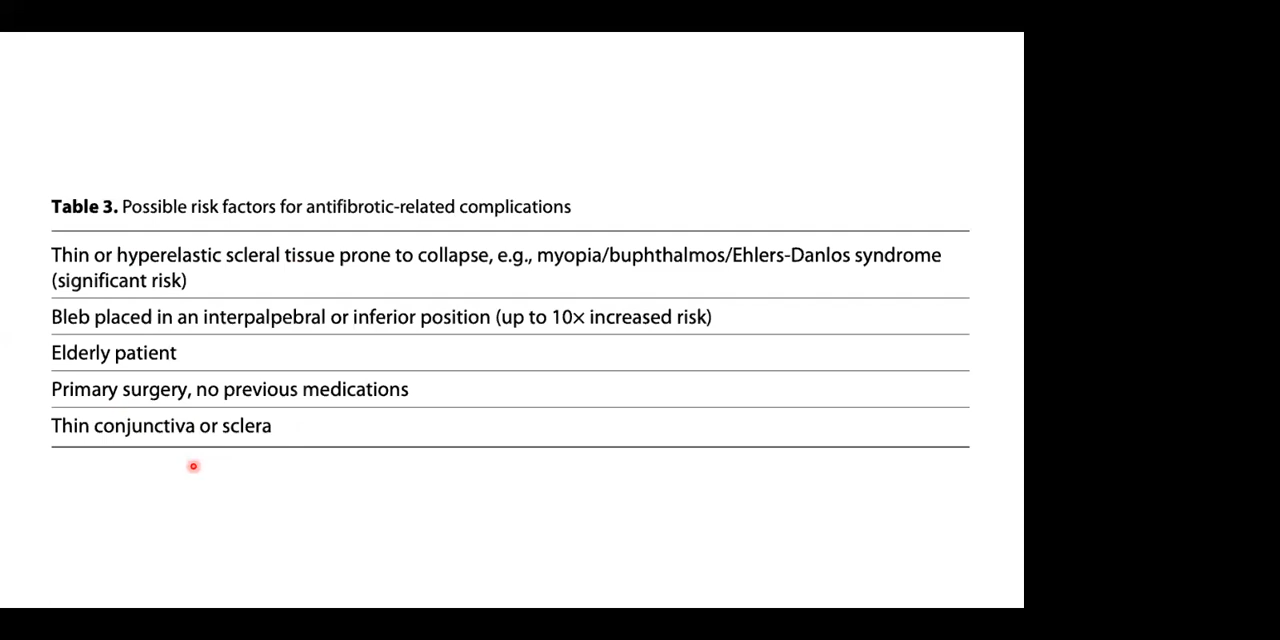 Table 3. Possible risk factors for antifibrotic-related complications
Thin or hyperelastic scleral tissue prone to collapse, e.g., myopia/buphthalmos/Ehlers-Danlos syndrome
(significant risk)
Bleb placed in an interpalpebral or inferior position (up to 10× increased risk)
Elderly patient
Primary surgery, no previous medications
Thin conjunctiva or sclera